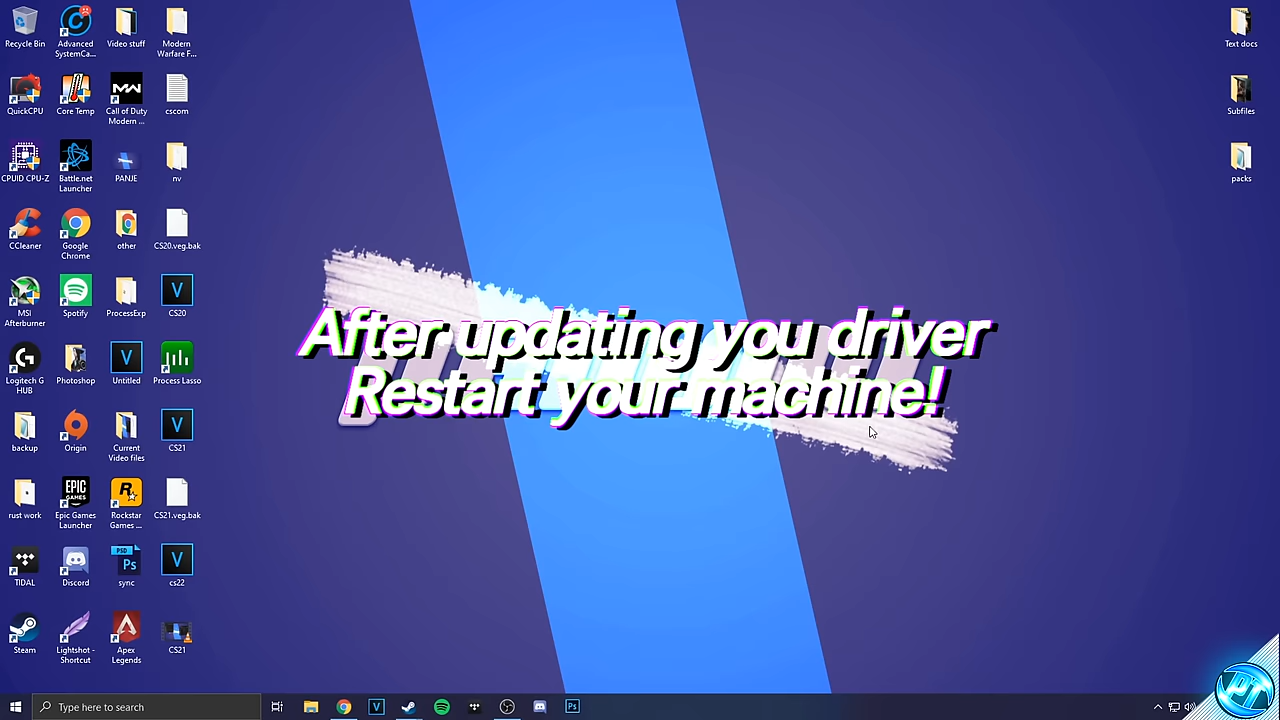 Recycle Bin
Advanced
SystemCa...
Video stuff
Modern
Warfare F...
QuickCPU
Core Temp
Call of Duty
Modern ...
cscom
CPUID CPU-Z
Battle.net
Launcher
PANJE
nv
CCleaner
Google
Chrome
other
CS20.veg.bak
MSI
Afterburner
Spotify
ProcessExp
CS20
Logitech G
HUB
Photoshop
Untitled
Process Lasso
backup
Origin
Current
Video files
CS21
rust work
Epic Games
Launcher
Rockstar
Games ...
CS21.veg.bak
TIDAL
Discord
sync
cs22
Steam
Lightshot -
Shortcut
Apex
Legends
CS21
Text docs
Subfiles
packs
After updating you driver
Restart your machine!
Type here to search
PT